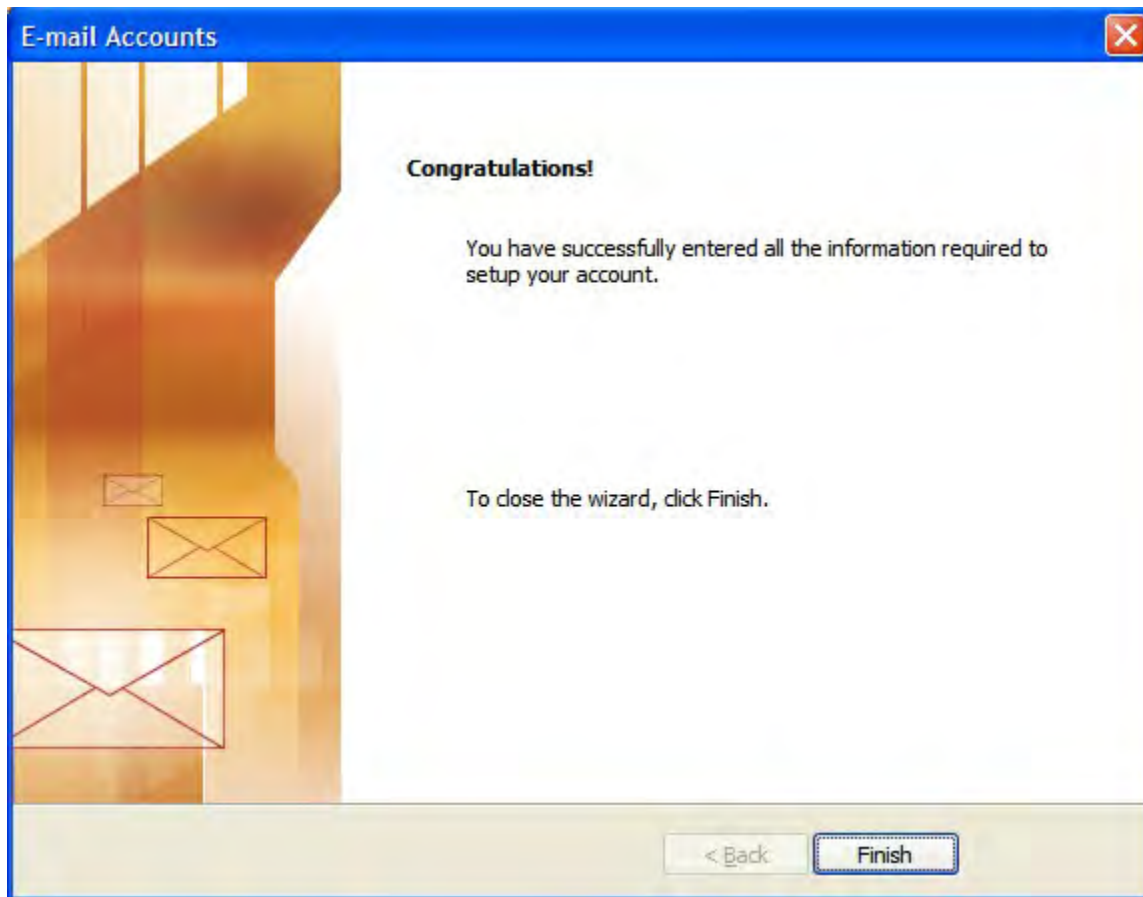 E-mail Accounts
Congratulations!
You have successfully entered all the information required to
setup your account.
To close the wizard, click Finish.
< Back
Finish